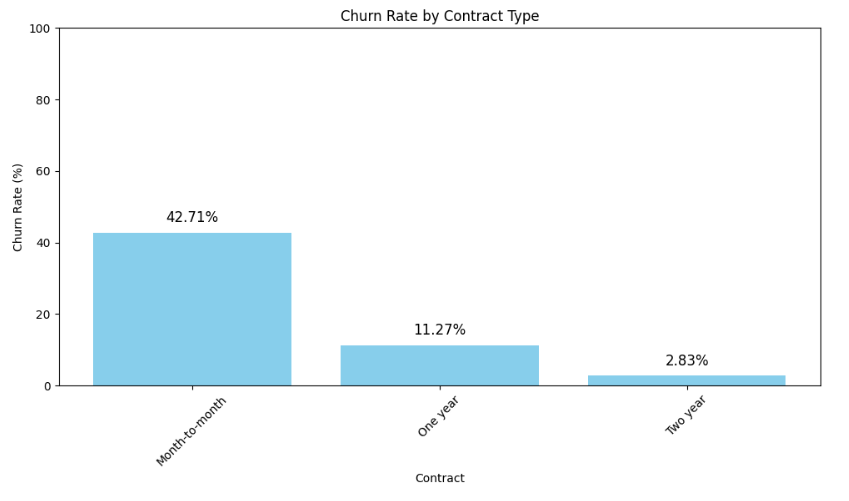 Churn Rate by Contract Type
Churn Rate (%)
100
80
60
40
20
0
42.71%
11.27%
2.83%
Month-to-month
One year
Two year
Contract